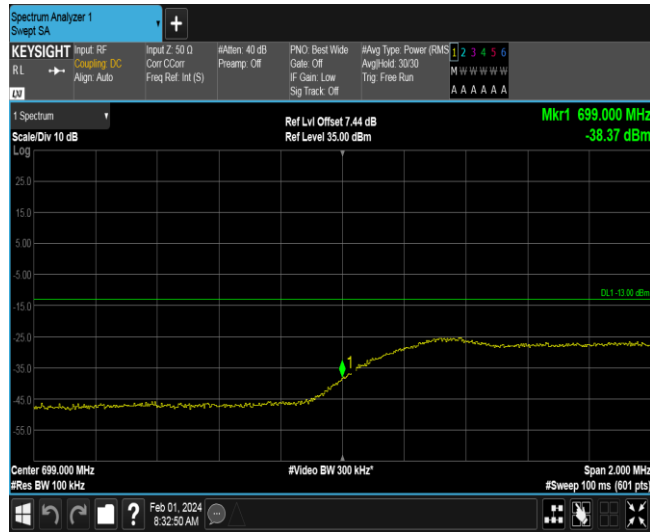 Spectrum Analyzer 1
Swept SA
KEYSIGHT
RL
LXI
Input: RF
Coupling: DC
Align: Auto
Input Z: 50 Ω
Corr CCorr
Freq Ref: Int (S)
#Atten: 40 dB
Preamp: Off
PNO: Best Wide
Gate: Off
IF Gain: Low
Sig Track: Off
#Avg Type: Power (RMS
Avg|Hold: 30/30
Trig: Free Run
1 2 3 4 5 6
M W W W W W
A A A A A A
1 Spectrum
Scale/Div 10 dB
Log
Ref Lvl Offset 7.44 dB
Ref Level 35.00 dBm
Mkr1 699.000 MHz
-38.37 dBm
25.0
15.0
5.00
-5.00
-15.0
-25.0
-35.0
-45.0
-55.0
DL1 -13.00 dBm
1
Center 699.000 MHz
#Res BW 100 kHz
#Video BW 300 kHz*
Span 2.000 MHz
#Sweep 100 ms (601 pts)
?
Feb 01, 2024
8:32:50 AM